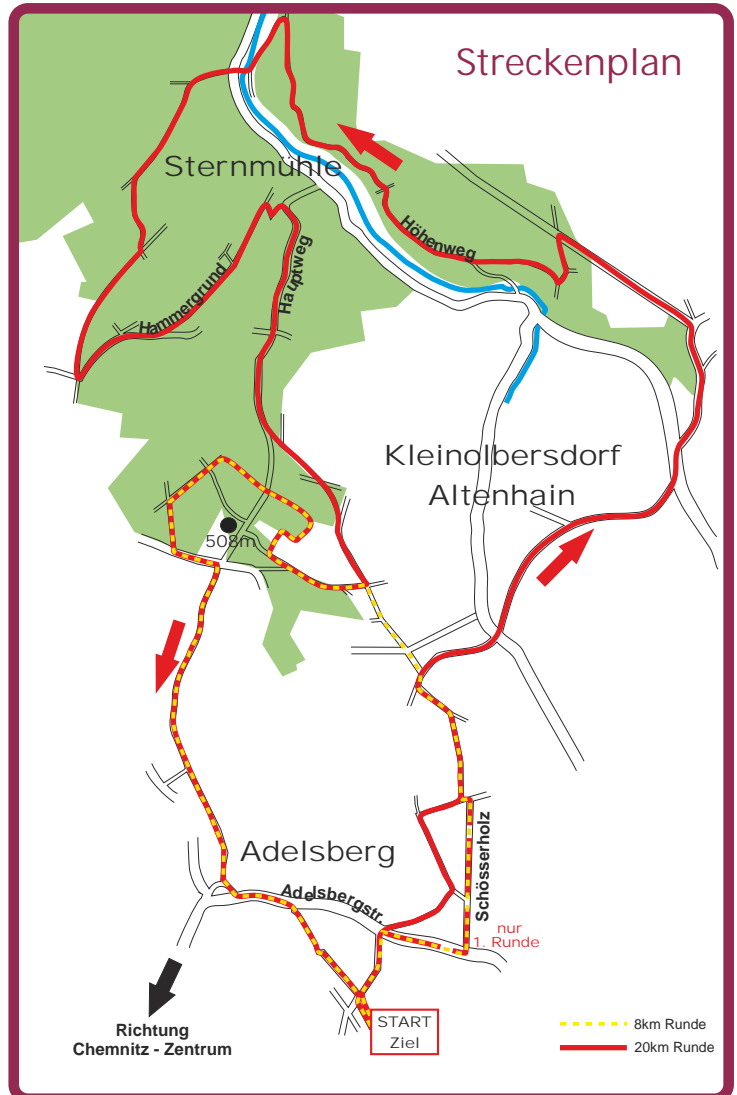 Streckenplan
Sternmühle
Höhenweg
Hauptweg
Hammergrund
Kleinolbersdorf
Altenhain
508m
Adelsberg
Adelsbergstr.
Schösserholz
nur
1. Runde
START
Ziel
Richtung
Chemnitz - Zentrum
8km Runde
20km Runde